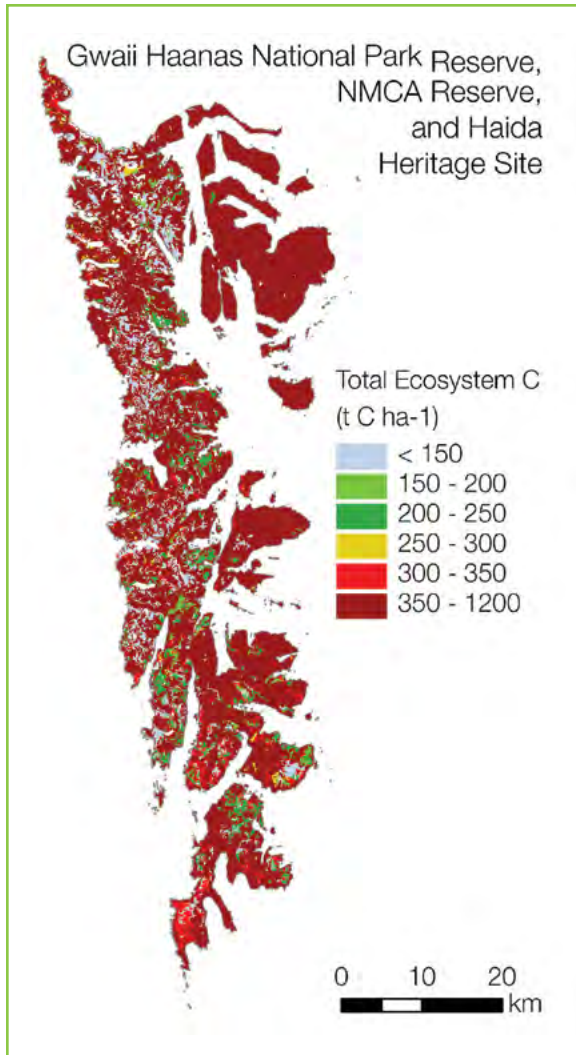 Gwaii Haanas National Park Reserve,
NMCA Reserve,
and Haida
Heritage Site
Total Ecosystem C
(t C ha-1)
< 150
150 - 200
200 - 250
250 - 300
300 - 350
350 - 1200
0 10 20
km